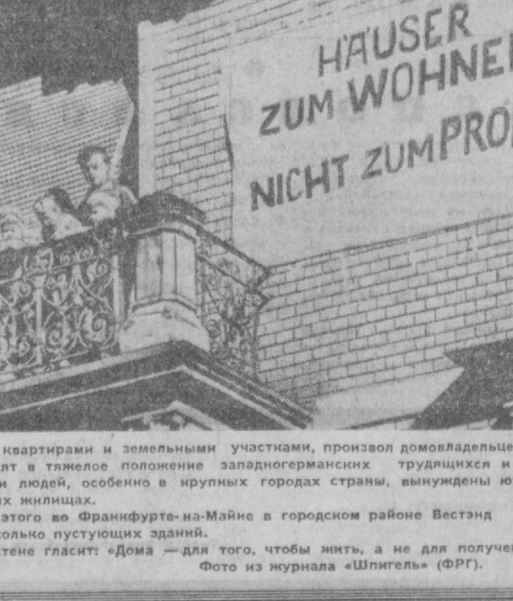 HÄUSER
ZUM WOHNE
NICHT ZUM PRO
квартирами и земельными участками, произвол домовладельце
ят в тяжелое положение западногерманских трудящихся и
и людей, особенно в крупных городах страны, вынуждены ю
их жилищах.
этого во Франкфурте-на-Майне в городском районе Вестэнд
сколько пустующих зданий.
тене гласит: «Дома — для того, чтобы жить, а не для получе
Фото из журнала «Шпигель» (ФРГ).